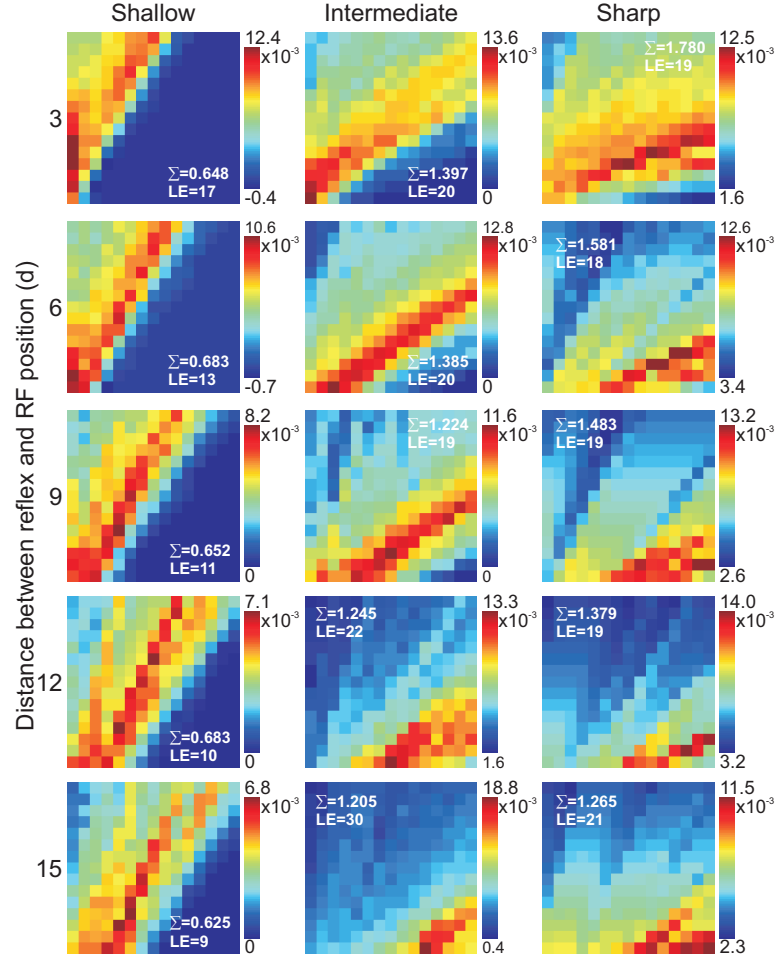 Shallow
Intermediate
Sharp
Distance between reflex and RF position (d)
3
12.4
x10-3
Σ=0.648
LE=17
-0.4
13.6
x10-3
Σ=1.397
LE=20
0
12.5
x10-3
Σ=1.780
LE=19
1.6
6
10.6
x10-3
Σ=0.683
LE=13
-0.7
12.8
x10-3
Σ=1.385
LE=20
0
12.6
x10-3
Σ=1.581
LE=18
3.4
9
8.2
x10-3
Σ=0.652
LE=11
0
11.6
x10-3
Σ=1.224
LE=19
0
13.2
x10-3
Σ=1.483
LE=19
2.6
12
7.1
x10-3
Σ=0.683
LE=10
0
13.3
x10-3
Σ=1.245
LE=22
1.6
14.0
x10-3
Σ=1.379
LE=19
3.2
15
6.8
x10-3
Σ=0.625
LE=9
0
18.8
x10-3
Σ=1.205
LE=30
0.4
11.5
x10-3
Σ=1.265
LE=21
2.3